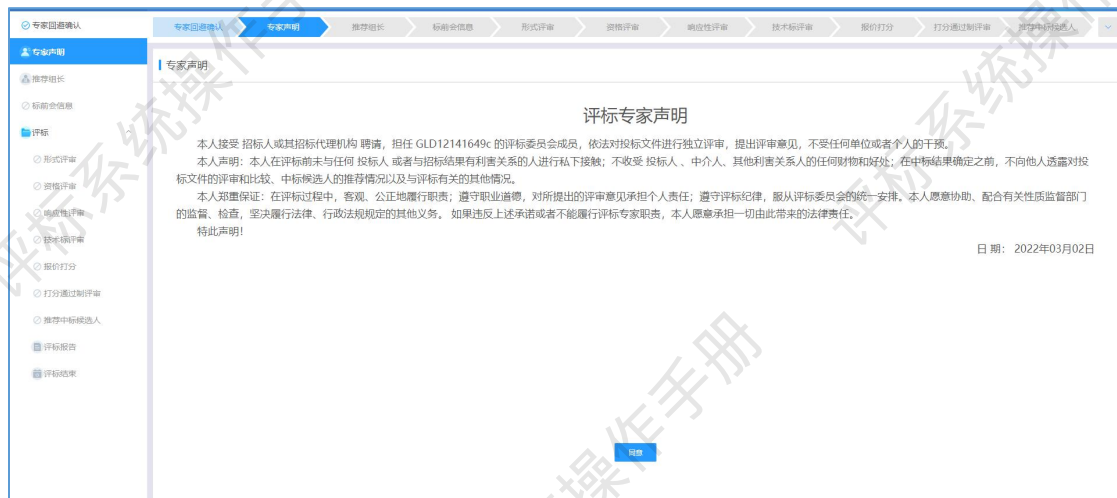 专家回避确认
专家声明
推荐组长
标前会信息
评标
形式评审
资格评审
响应性评审
技术标评审
报价打分
打分通过制评审
推荐中标候选人
评标报告
评标结束
专家回避确认
专家声明
推荐组长
标前会信息
形式评审
资格评审
响应性评审
技术标评审
报价打分
打分通过制评审
推荐中标候选人
专家声明
评标专家声明
本人接受 招标人或其招标代理机构 聘请，担任 GLD12141649c 的评标委员会成员，依法对投标文件进行独立评审，提出评审意见，不受任何单位或者个人的干预。
本人声明：本人在评标前未与任何 投标人 或者与招标结果有利害关系的人进行私下接触；不收受 投标人 、中介人、其他利害关系人的任何财物和好处；在中标结果确定之前，不向他人透露对投
标文件的评审和比较、中标候选人的推荐情况以及与评标有关的其他情况。
本人郑重保证：在评标过程中，客观、公正地履行职责；遵守职业道德，对所提出的评审意见承担个人责任；遵守评标纪律，服从评标委员会的统一安排。本人愿意协助、配合有关性质监督部门
的监督、检查，坚决履行法律、行政法规规定的其他义务。 如果违反上述承诺或者不能履行评标专家职责，本人愿意承担一切由此带来的法律责任。
特此声明！
日 期： 2022年03月02日
同意
评标系统操作手册